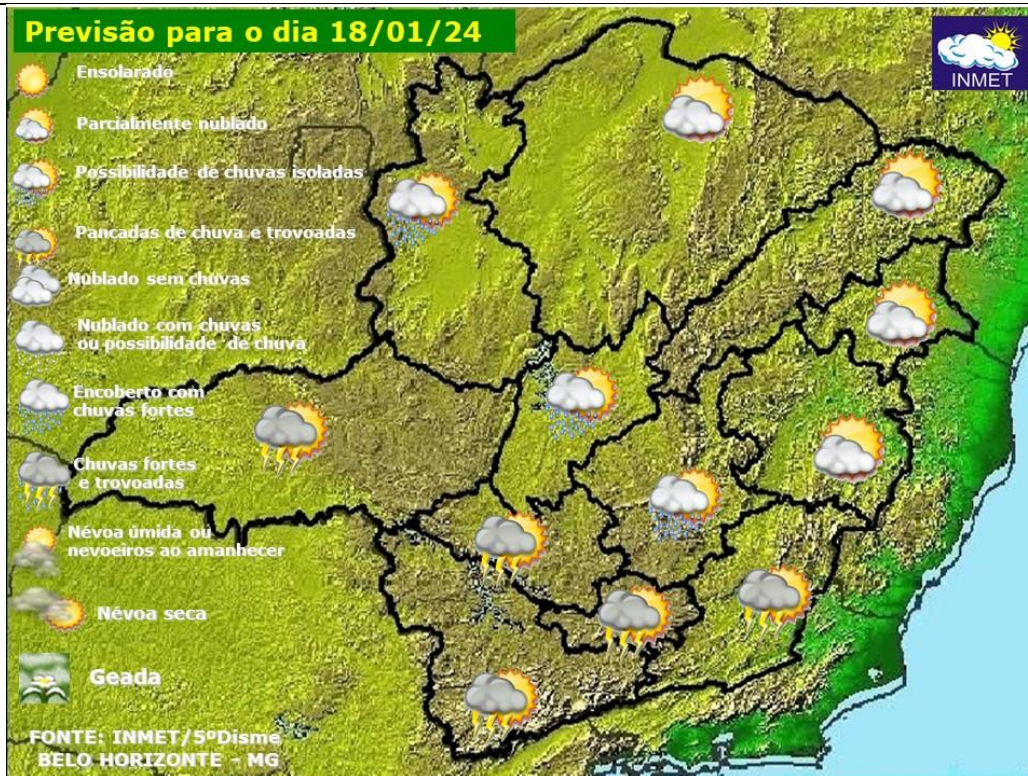 Previsão para o dia 18/01/24
INMET
Ensolarado
Parcialmente nublado
Possibilidade de chuvas isoladas
Pancadas de chuva e trovoadas
Nublado sem chuvas
Nublado com chuvas
ou possibilidade de chuva
Encoberto com
chuvas fortes
Chuvas fortes
e trovoadas
Névoa úmida ou
nevoeiros ao amanhecer
Névoa seca
Geada
FONTE: INMET/5ºDisme
BELO HORIZONTE - MG